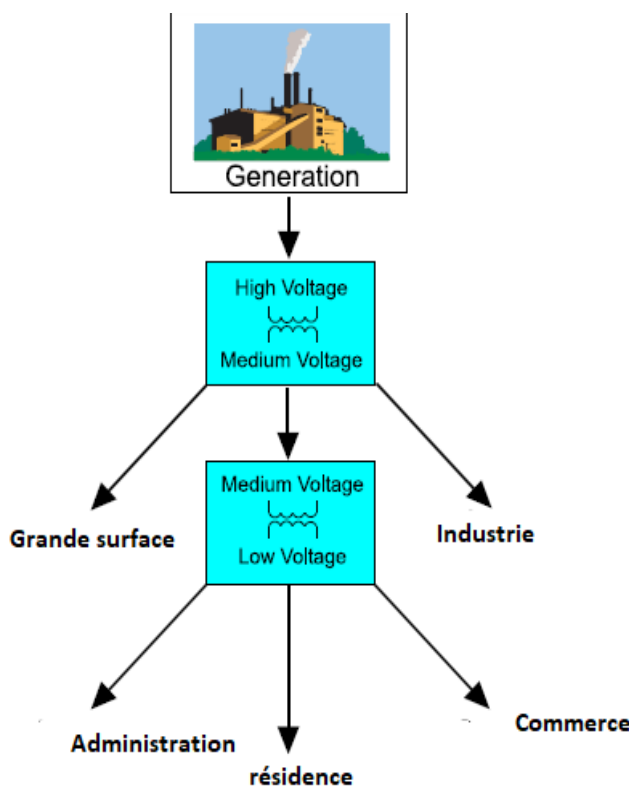 Generation
High Voltage
Medium Voltage
Grande surface
Industrie
Medium Voltage
Low Voltage
Administration
résidence
Commerce